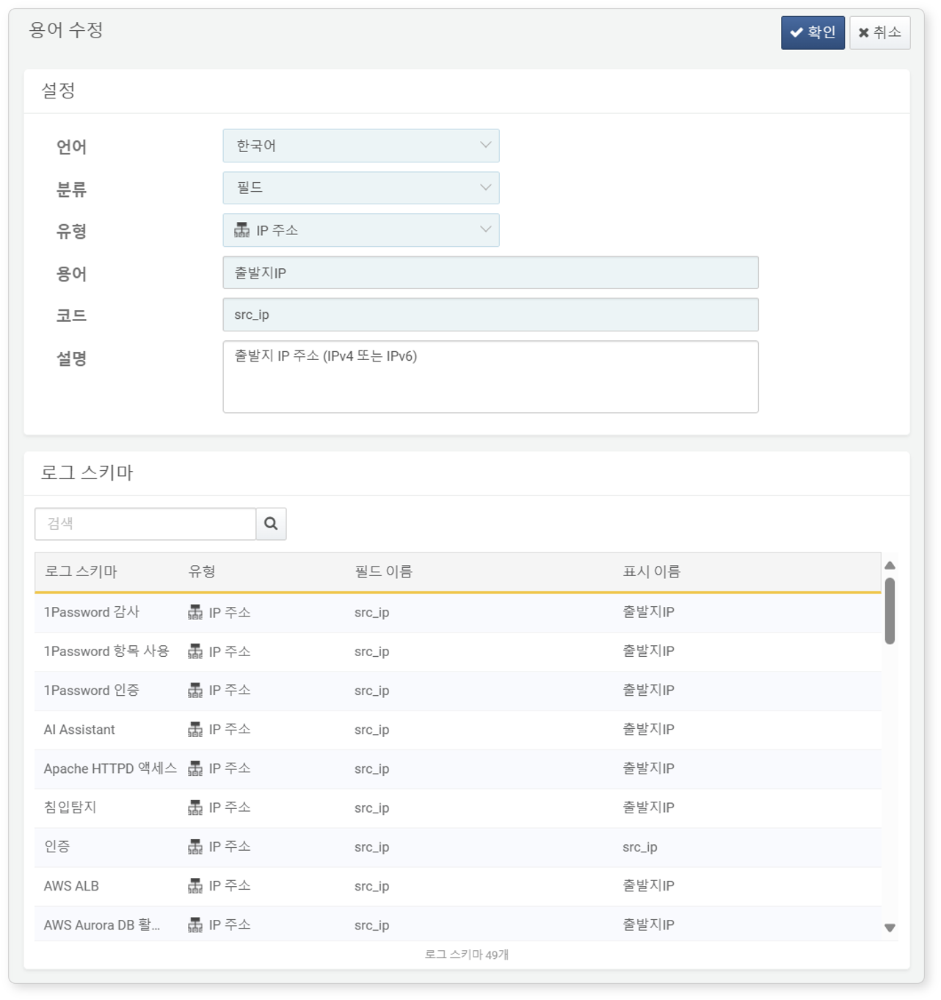 용어 수정
확인
취소
설정
언어
한국어
분류
필드
유형
IP 주소
용어
출발지IP
코드
src_ip
설명
출발지 IP 주소 (IPv4 또는 IPv6)
로그 스키마
검색
로그 스키마 유형 필드 이름 표시 이름
1Password 감사 IP 주소 src_ip 출발지IP
1Password 항목 사용 IP 주소 src_ip 출발지IP
1Password 인증 IP 주소 src_ip 출발지IP
AI Assistant IP 주소 src_ip 출발지IP
Apache HTTPD 액세스 IP 주소 src_ip 출발지IP
침입탐지 IP 주소 src_ip 출발지IP
인증 IP 주소 src_ip src_ip
AWS ALB IP 주소 src_ip 출발지IP
AWS Aurora DB 활... IP 주소 src_ip 출발지IP
로그 스키마 49개